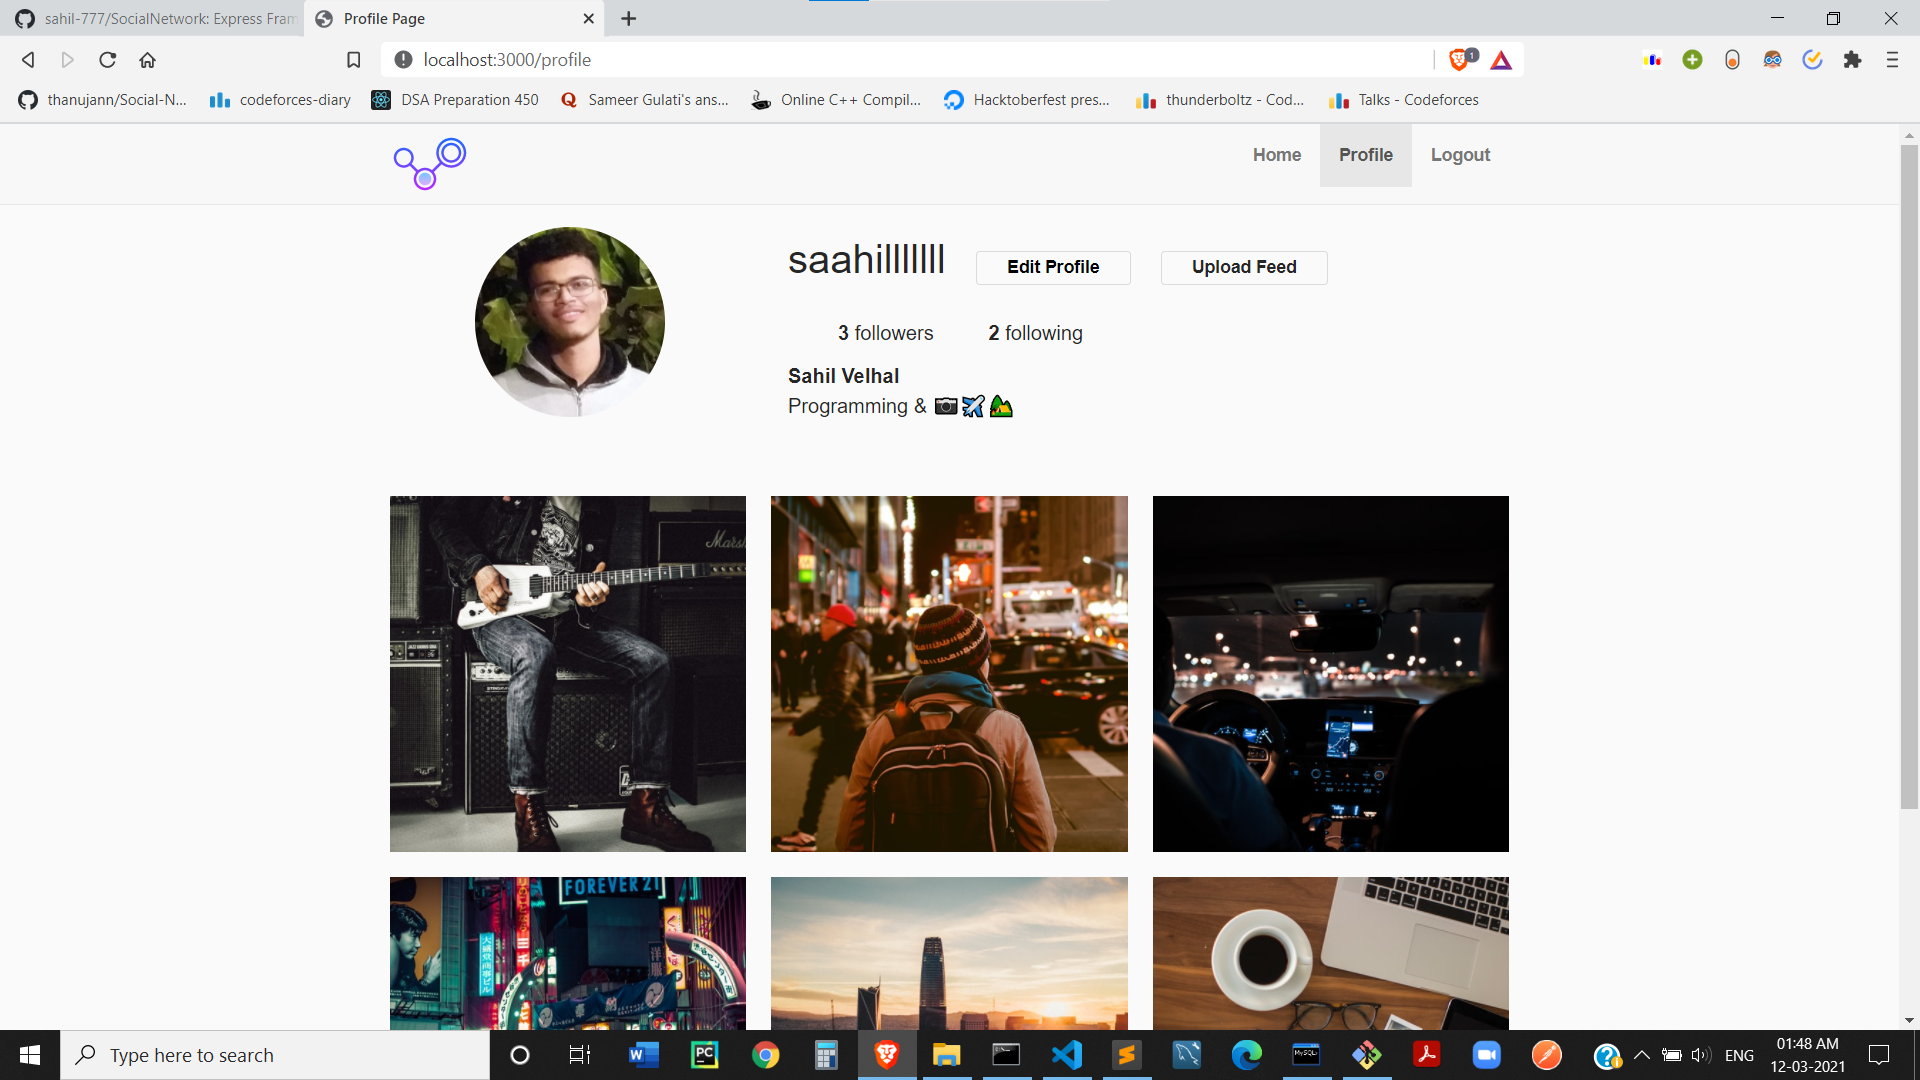 sahil-777/SocialNetwork: Express Fram
Profile Page
localhost:3000/profile
1
thanujann/Social-N...
codeforces-diary
DSA Preparation 450
Sameer Gulati's ans...
Online C++ Compil...
Hacktoberfest pres...
thunderboltz - Cod...
Talks - Codeforces
Home
Profile
Logout
saahilllllll
Edit Profile
Upload Feed
3 followers
2 following
Sahil Velhal
Programming &
Marsh
FOREVER 21
Type here to search
ENG
01:48 AM
12-03-2021